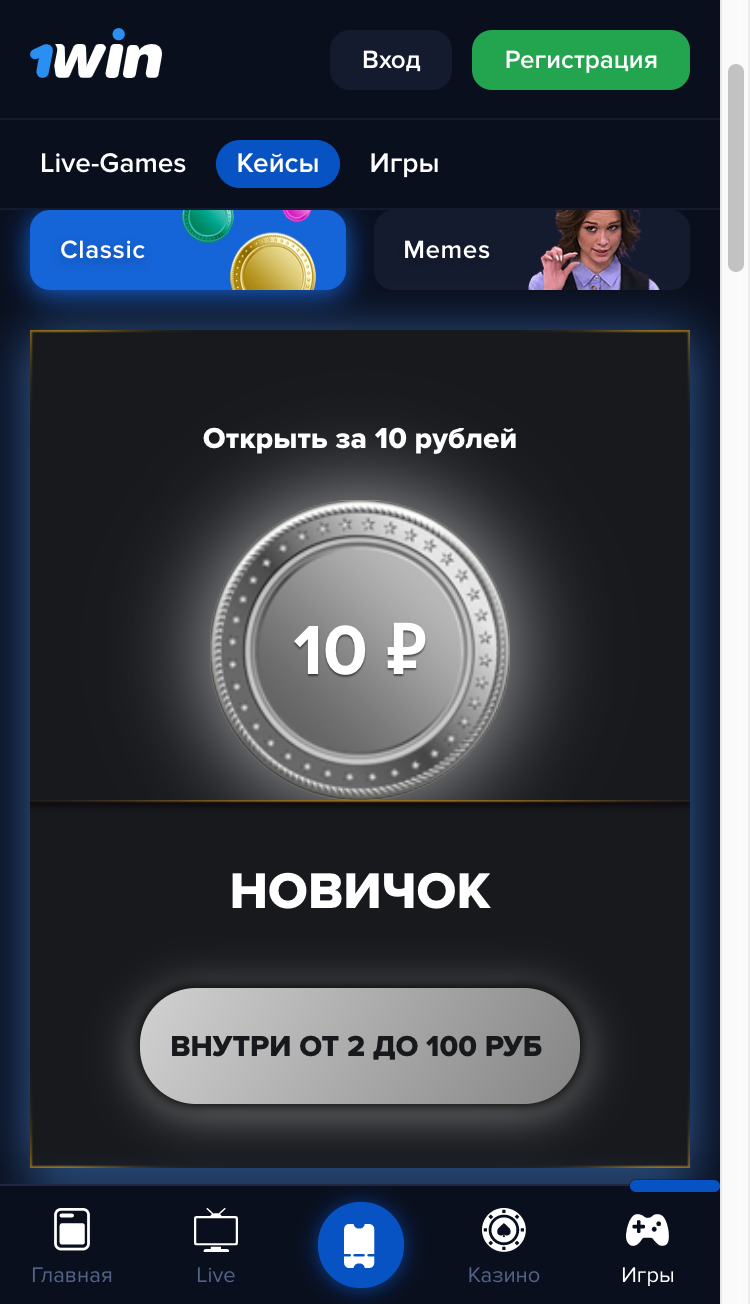 1win
Вход
Регистрация
Live-Games
Кейсы
Игры
Classic
Memes
Открыть за 10 рублей
10 ₽
НОВИЧОК
ВНУТРИ ОТ 2 ДО 100 РУБ
Главная
Live
Казино
Игры